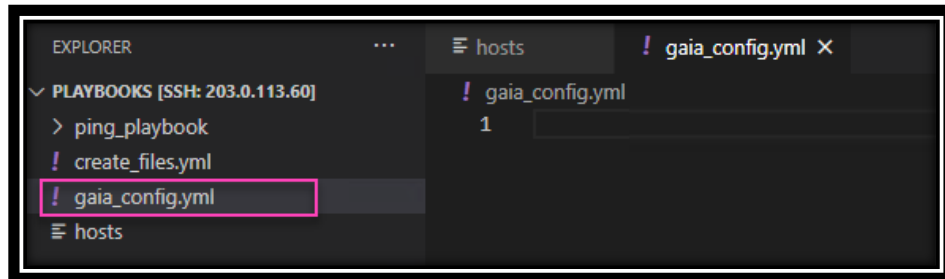 EXPLORER ...
PLAYBOOKS [SSH: 203.0.113.60]
ping_playbook
! create_files.yml
! gaia_config.yml
hosts
hosts ! gaia_config.yml ×
! gaia_config.yml
1